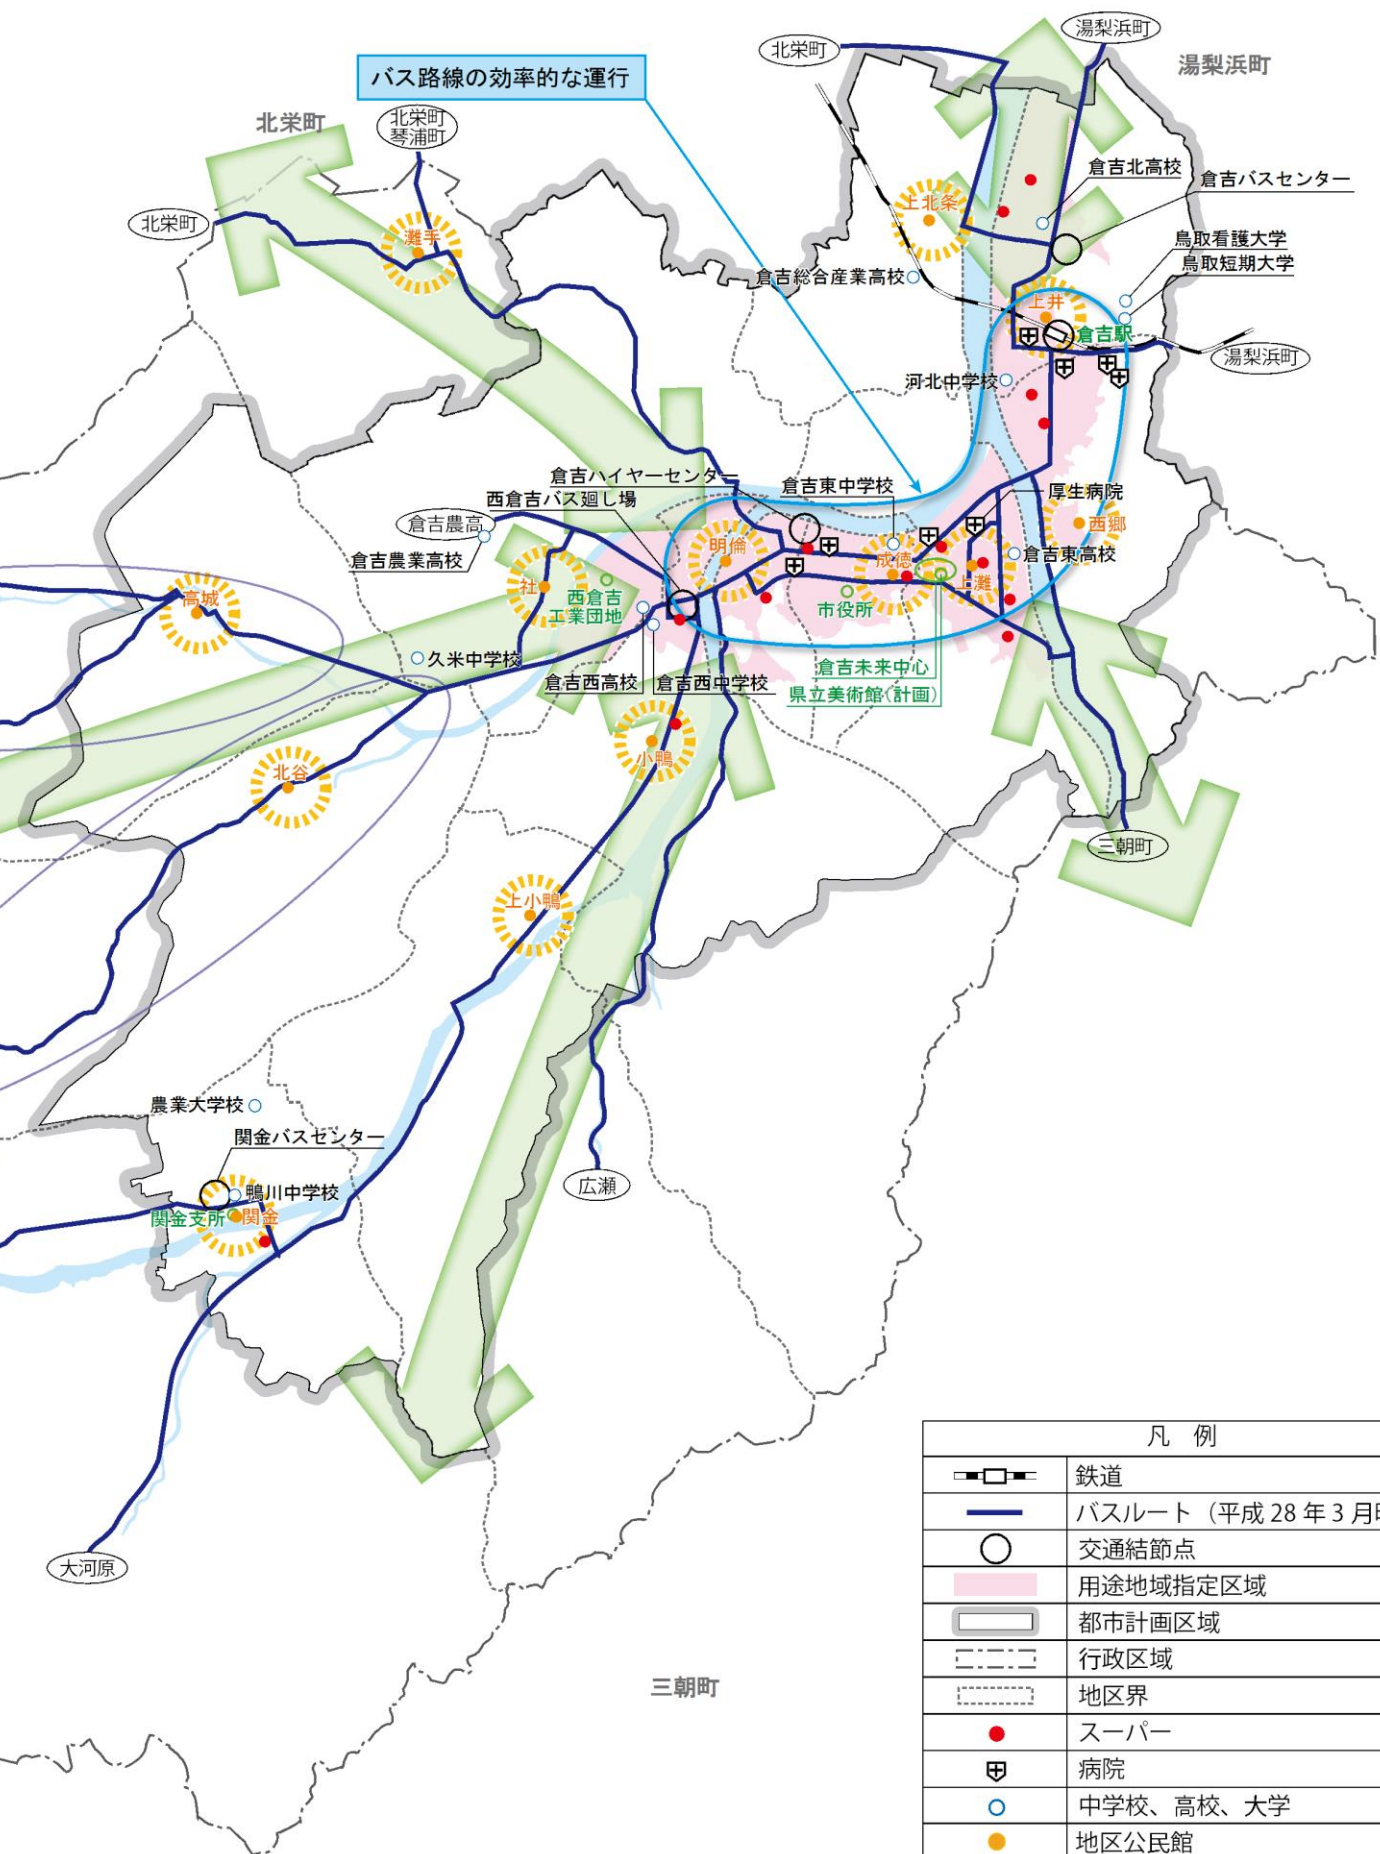 湯梨浜町
北栄町
湯梨浜町
バス路線の効率的な運行
北栄町
北栄町
琴浦町
倉吉北高校
倉吉バスセンター
上北条
北栄町
灘手
鳥取看護大学
鳥取短期大学
倉吉総合産業高校
上井
倉吉駅
湯梨浜町
河北中学校
倉吉ハイヤーセンター
西倉吉バス廻し場
倉吉東中学校
厚生病院
倉吉農高
西郷
倉吉農業高校
明倫
成徳
倉吉東高校
上灘
社
西倉吉
工業団地
高城
市役所
久米中学校
倉吉西高校
倉吉西中学校
倉吉未来中心
県立美術館(計画)
小鴨
北谷
三朝町
上小鴨
農業大学校
関金バスセンター
鴨川中学校
関金支所
関金
広瀬
大河原
三朝町
凡 例
鉄道
バスルート（平成 28 年 3 月
交通結節点
用途地域指定区域
都市計画区域
行政区域
地区界
スーパー
病院
中学校、高校、大学
地区公民館